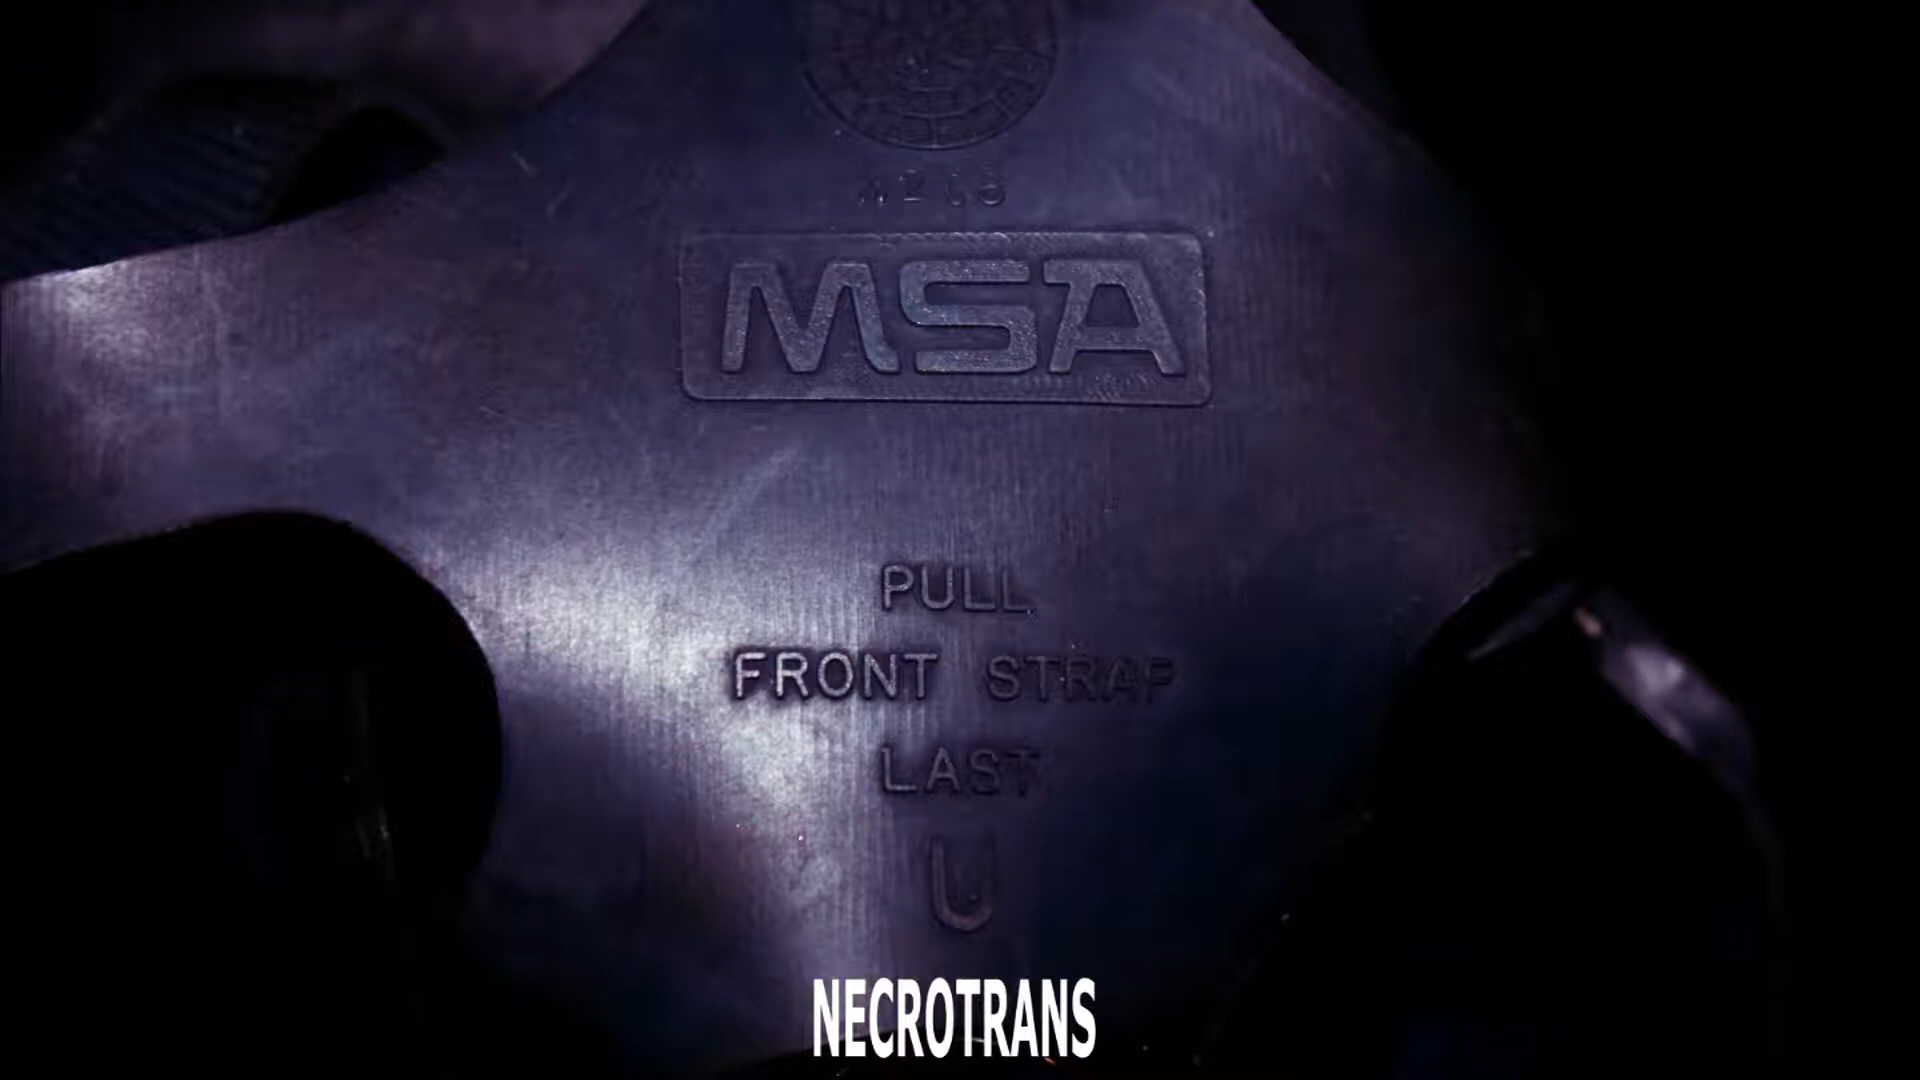 MSA
PULL
FRONT STRAP
LAST
U
NECROTRANS